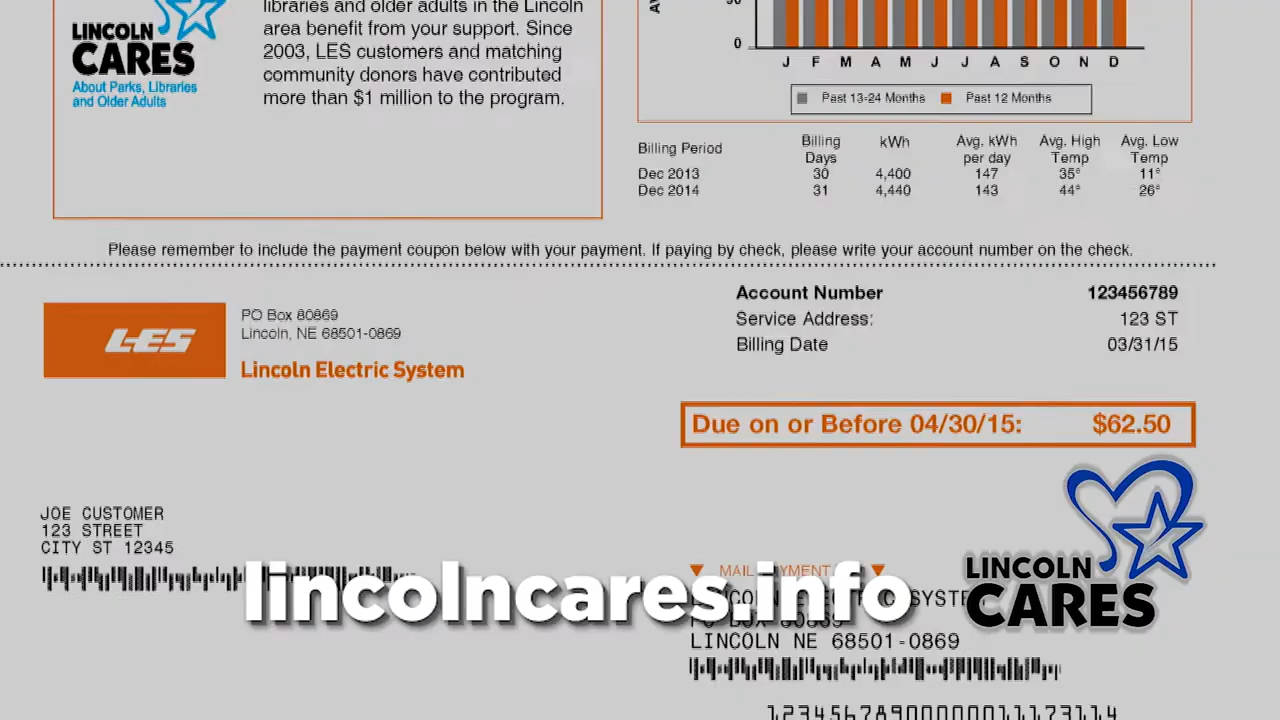 LINCOLN
CARES
About Parks, Libraries
and Older Adults
libraries and older adults in the Lincoln
area benefit from your support. Since
2003, LES customers and matching
community donors have contributed
more than $1 million to the program.
0
J F M A M J J A S O N D
Past 13-24 Months Past 12 Months
Billing Period Billing Days kWh Avg. kWh per day Avg. High Temp Avg. Low Temp
Dec 2013 30 4,400 147 35° 11°
Dec 2014 31 4,440 143 44° 26°
Please remember to include the payment coupon below with your payment. If paying by check, please write your account number on the check.
LES
PO Box 80869
Lincoln, NE 68501-0869
Lincoln Electric System
Account Number 123456789
Service Address: 123 ST
Billing Date 03/31/15
Due on or Before 04/30/15: $62.50
JOE CUSTOMER
123 STREET
CITY ST 12345
lincolncares.info
MAIL
PO BOX 80869
LINCOLN NE 68501-0869
LINCOLN
CARES